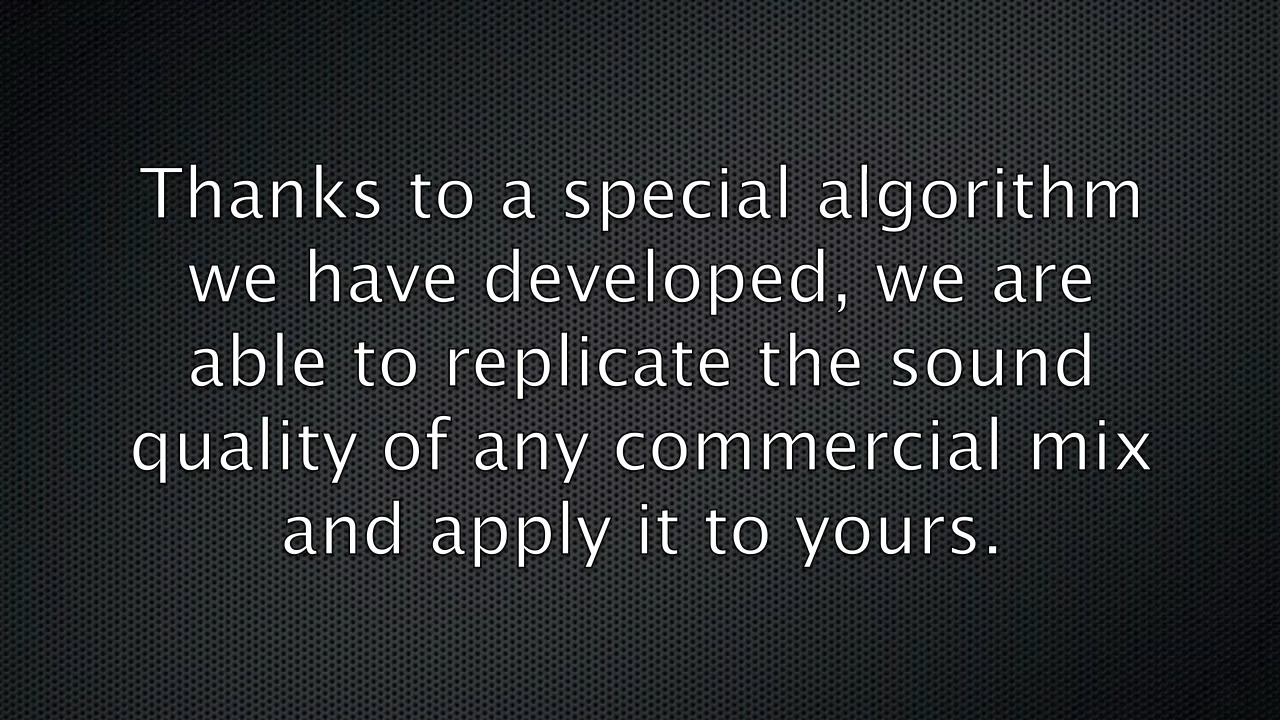 Thanks to a special algorithm
we have developed, we are
able to replicate the sound
quality of any commercial mix
and apply it to yours.